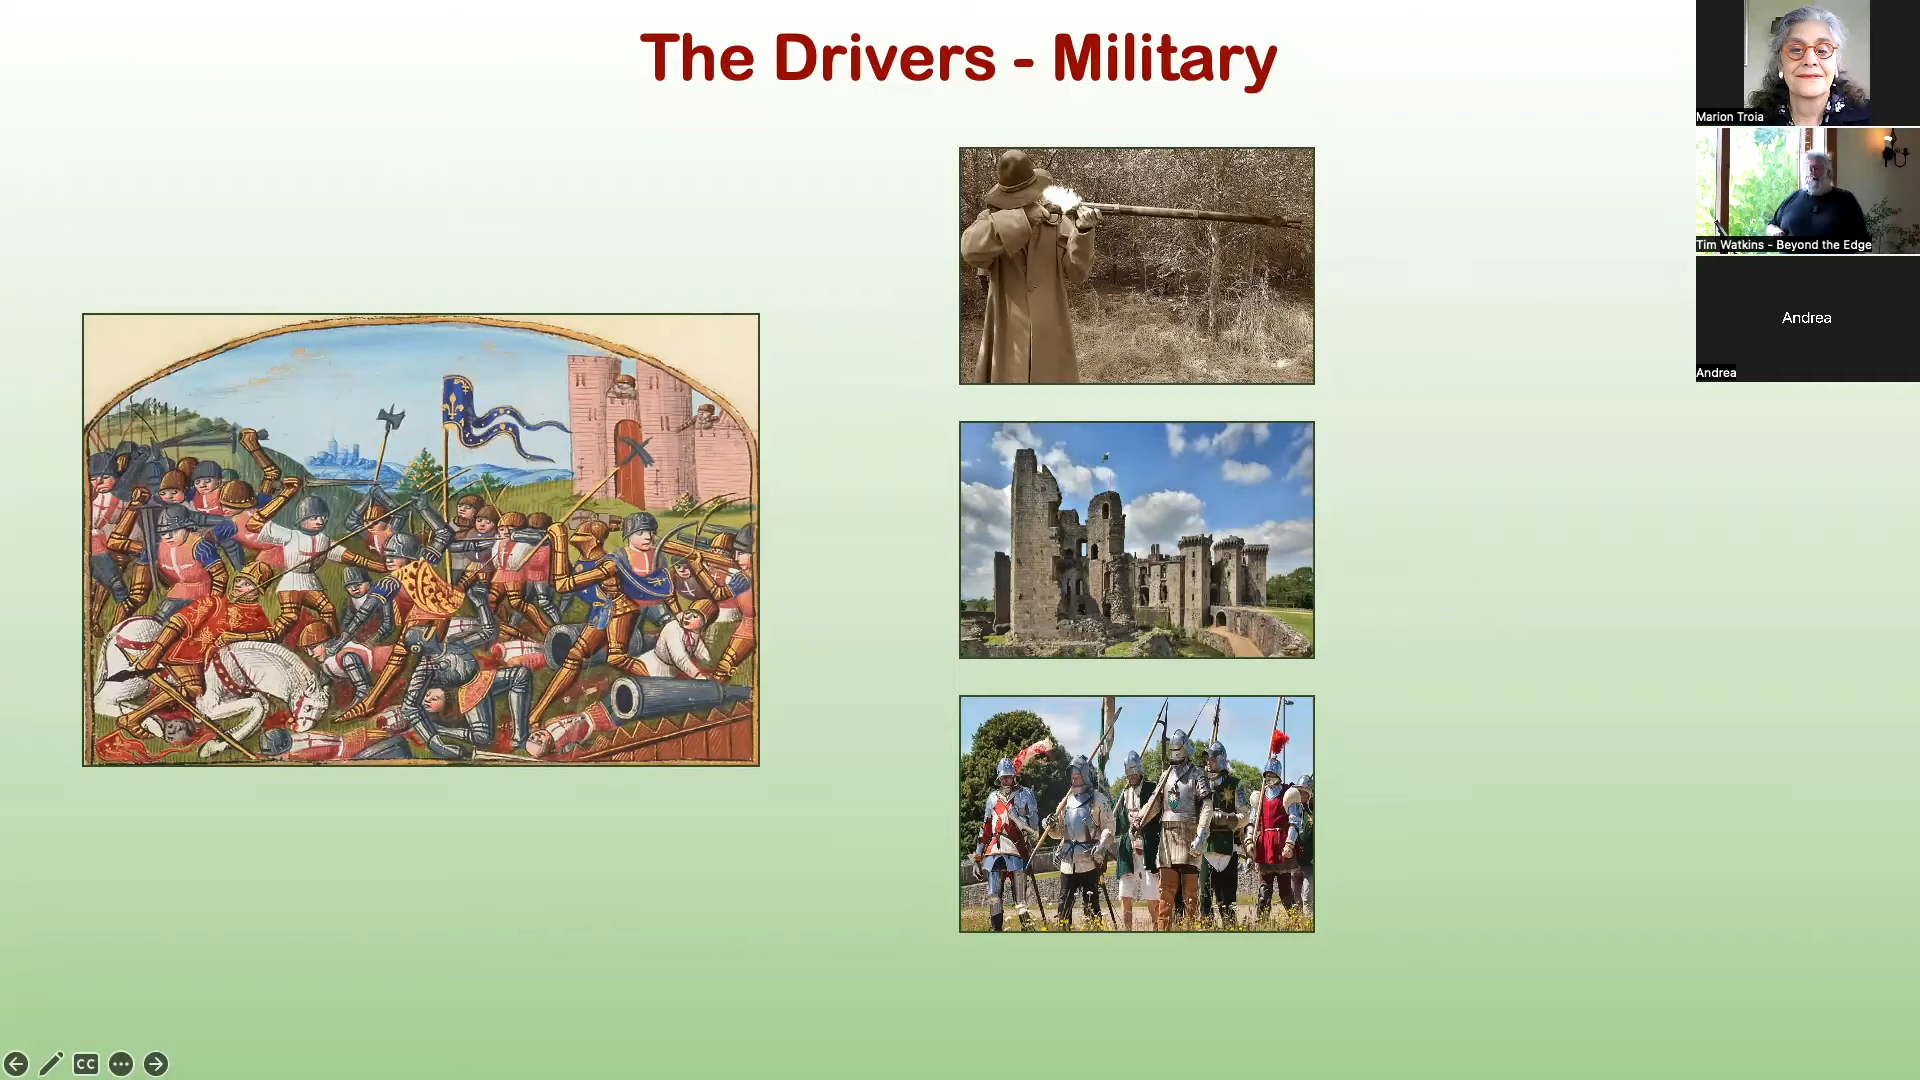 The Drivers - Military
Marion Troia
Tim Watkins - Beyond the Edge
Andrea
Andrea
CC